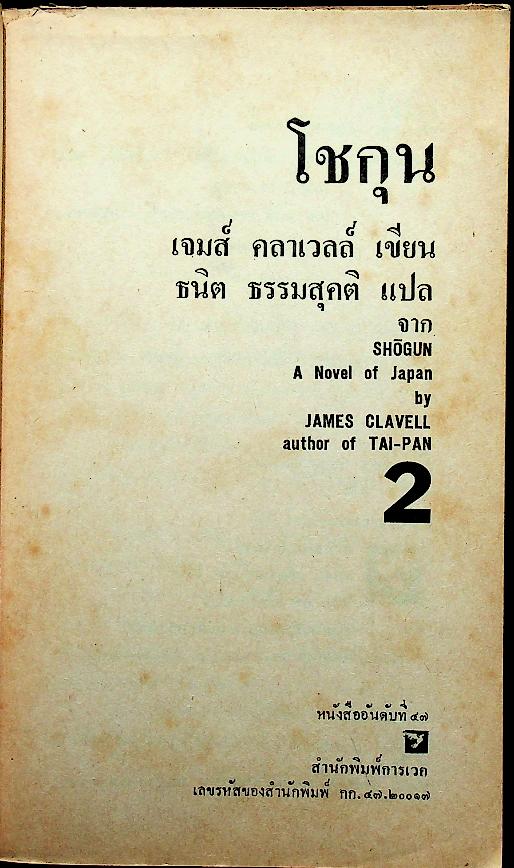 โชกุน
เจมส์ คลาเวลล์ เขียน
ธนิต ธรรมสุคติ แปล
จาก
SHŌGUN
A Novel of Japan
by
JAMES CLAVELL
author of TAI-PAN
2
หนังสืออันดับที่ ๔๗
สำนักพิมพ์การเวก
เลขรหัสของสำนักพิมพ์ กก.๔๗.๒๐๐๑๗